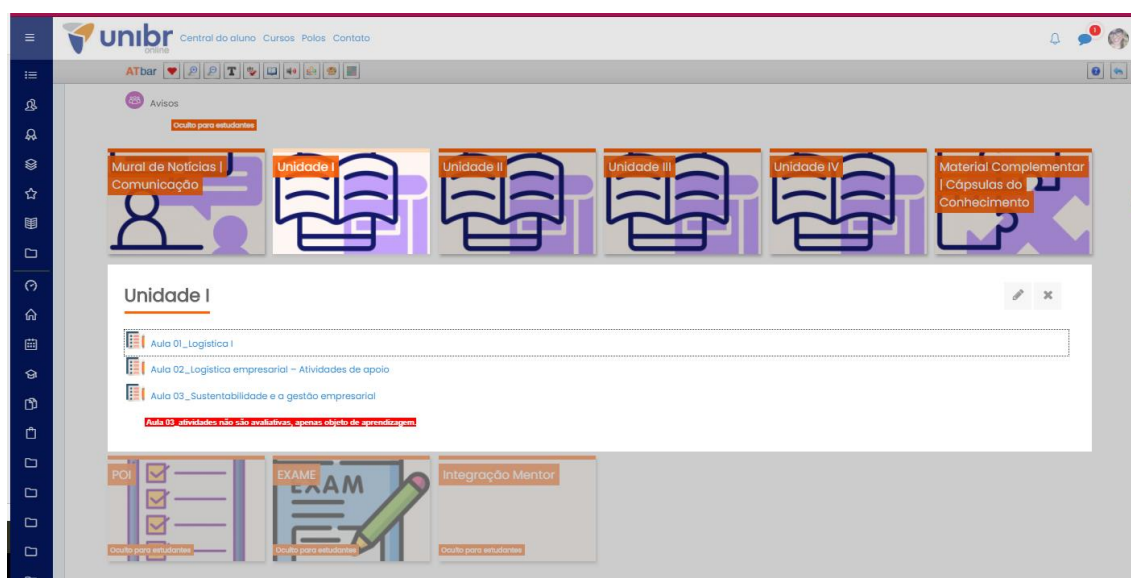 unibr
online
Central do aluno Cursos Polos Contato
1
ATbar
Avisos
Oculto para estudantes
Mural de Notícias |
Comunicação
Unidade I
Unidade II
Unidade III
Unidade IV
Material Complementar
| Cápsulas do
Conhecimento
Unidade I
Aula 01_Logística I
Aula 02_Logística empresarial – Atividades de apoio
Aula 03_Sustentabilidade e a gestão empresarial
Aula 03_atividades não são avaliativas, apenas objeto de aprendizagem.
POI
EXAME
EXAM
Integração Mentor
Oculto para estudantes
Oculto para estudantes
Oculto para estudantes